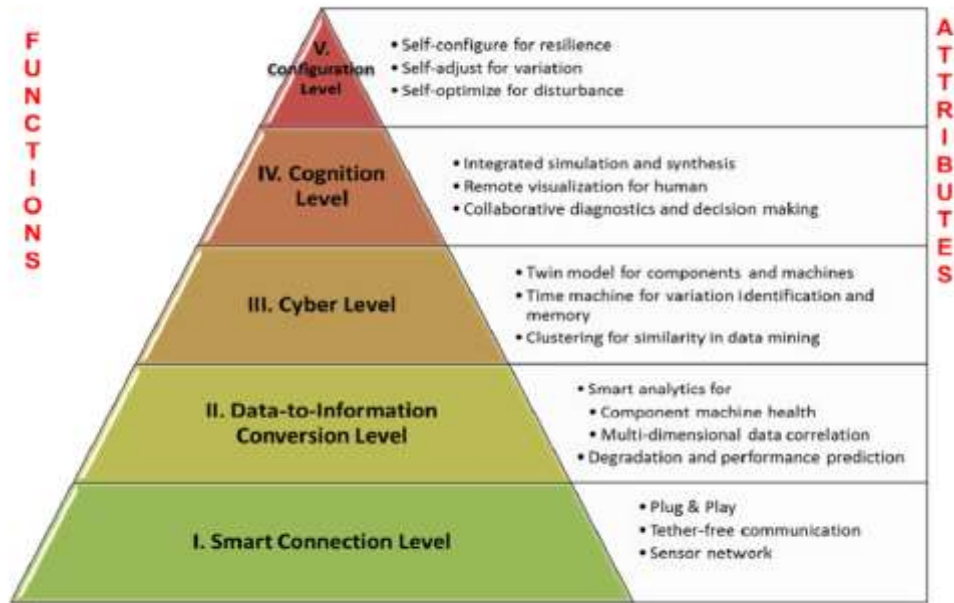 FUNCTIONS
ATTRIBUTES
V.
Configuration
Level
• Self-configure for resilience
• Self-adjust for variation
• Self-optimize for disturbance
IV. Cognition
Level
• Integrated simulation and synthesis
• Remote visualization for human
• Collaborative diagnostics and decision making
III. Cyber Level
• Twin model for components and machines
• Time machine for variation identification and
memory
• Clustering for similarity in data mining
II. Data-to-Information
Conversion Level
• Smart analytics for
• Component machine health
• Multi-dimensional data correlation
• Degradation and performance prediction
I. Smart Connection Level
• Plug & Play
• Tether-free communication
• Sensor network